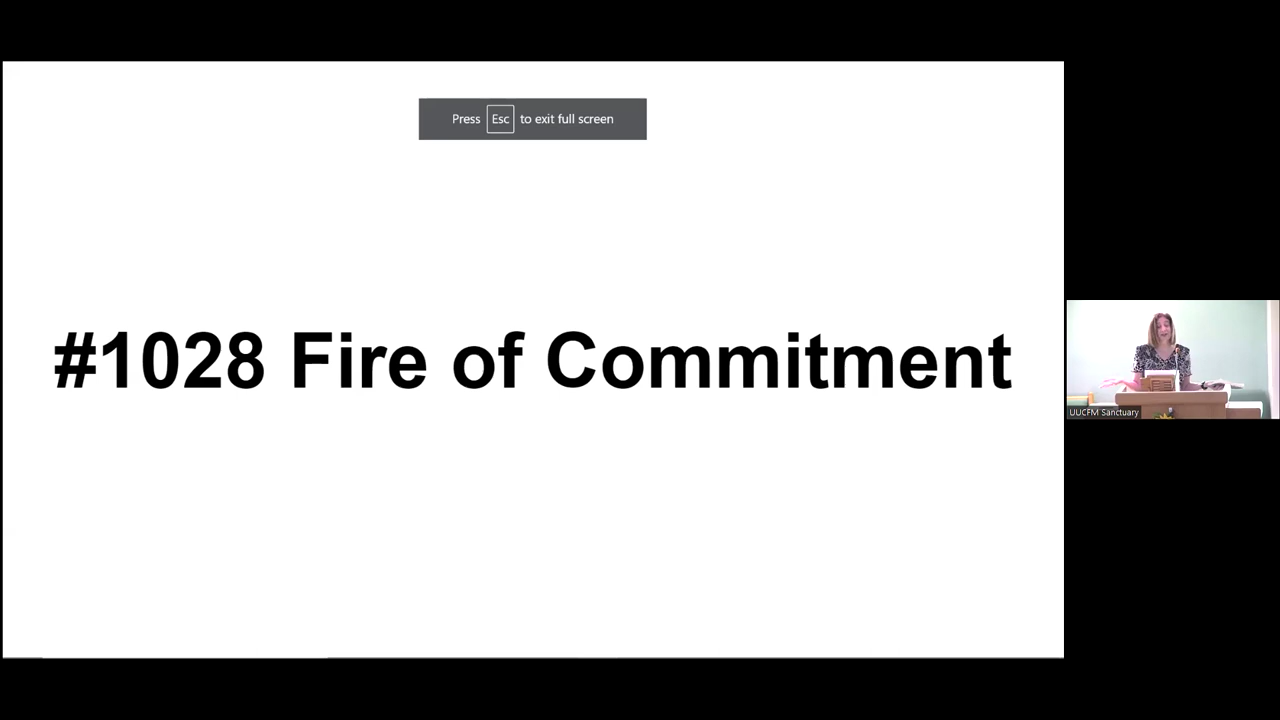 Press Esc to exit full screen
#1028 Fire of Commitment
UUCFM Sanctuary